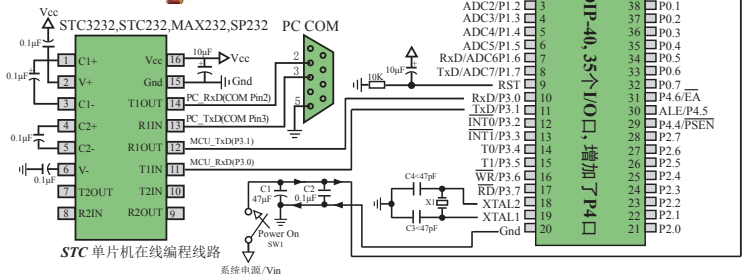 Vcc
STC3232,STC232,MAX232,SP232
PC COM
0.1μF
0.1μF
0.1μF
0.1μF
1 C1+
2 V+
3 C1-
4 C2+
5 C2-
6 V-
7 T2OUT
8 R2IN
Vcc 16
Gnd 15
T1OUT 14
R1IN 13
R1OUT 12
T1IN 11
T2IN 10
R2OUT 9
10μF
Vcc
Gnd
PC_RxD(COM Pin2)
PC_TxD(COM Pin3)
MCU_TxD(P3.1)
MCU_RxD(P3.0)
2
3
5
STC 单片机在线编程线路
C1
47μF
C2
0.1μF
Power On
SW1
系统电源/Vin
10μF
10K
C4<47pF
X1
C3<47pF
ADC2/P1.2 3
ADC3/P1.3 4
ADC4/P1.4 5
ADC5/P1.5 6
RxD/ADC6P1.6 7
TxD/ADC7/P1.7 8
RST 9
RxD/P3.0 10
TxD/P3.1 11
INT0/P3.2 12
INT1/P3.3 13
T0/P3.4 14
T1/P3.5 15
WR/P3.6 16
RD/P3.7 17
XTAL2 18
XTAL1 19
Gnd 20
DIP-40, 35个I/O口, 增加了P4口
38 P0.1
37 P0.2
36 P0.3
35 P0.4
34 P0.5
33 P0.6
32 P0.7
31 P4.6/EA
30 ALE/P4.5
29 P4.4/PSEN
28 P2.7
27 P2.6
26 P2.5
25 P2.4
24 P2.3
23 P2.2
22 P2.1
21 P2.0